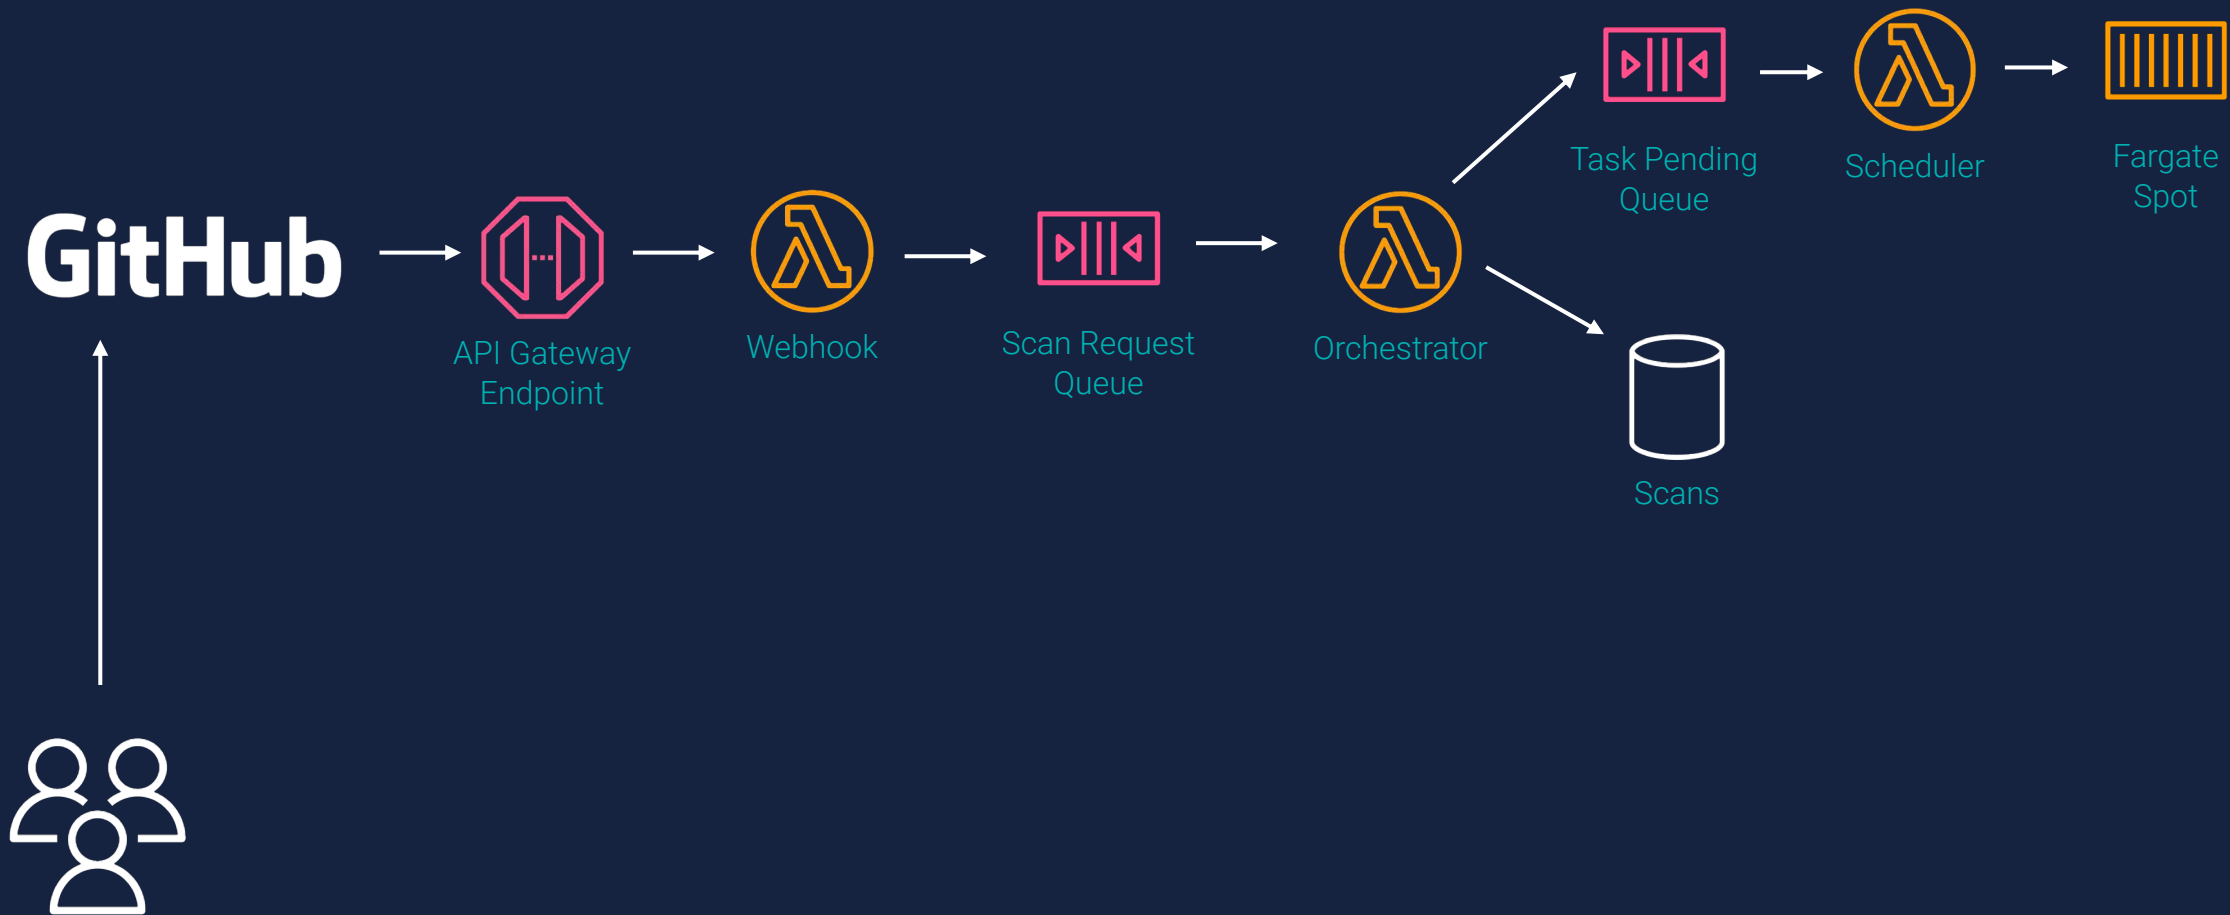 GitHub
API Gateway
Endpoint
Webhook
Scan Request
Queue
Orchestrator
Task Pending
Queue
Scheduler
Fargate
Spot
Scans